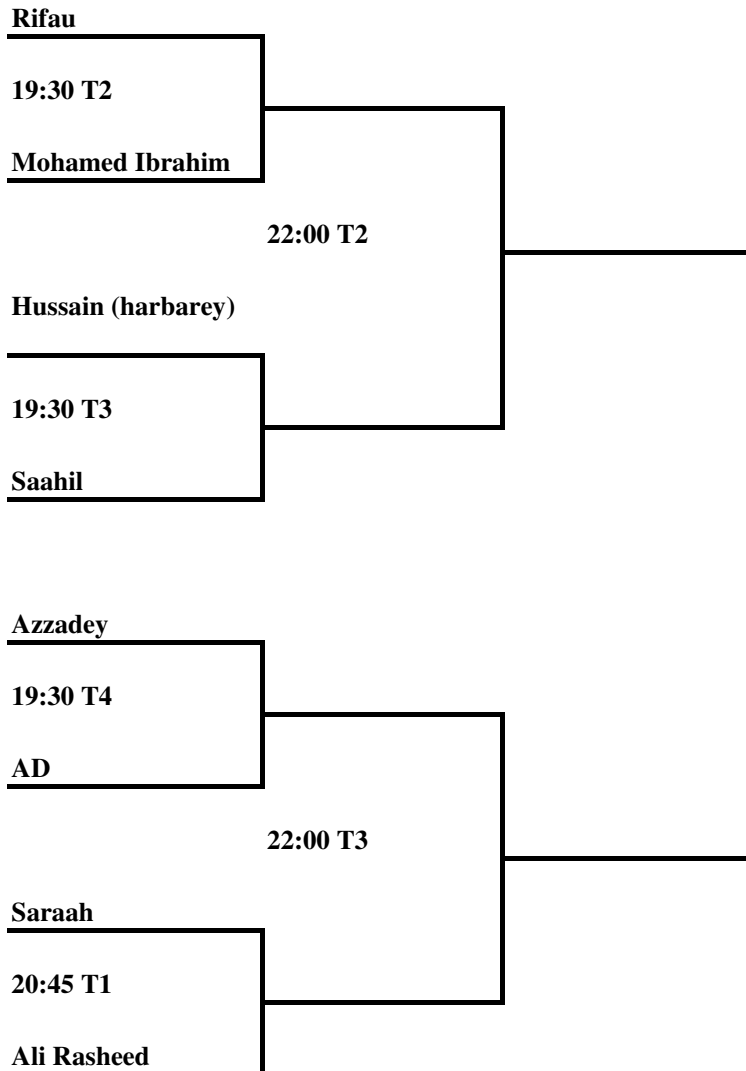 Rifau
19:30 T2
Mohamed Ibrahim
22:00 T2
Hussain (harbarey)
19:30 T3
Saahil
Azzadey
19:30 T4
AD
22:00 T3
Saraah
20:45 T1
Ali Rasheed